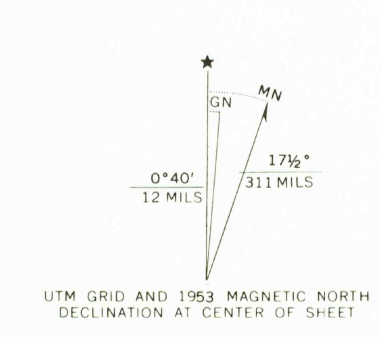 ★
MN
GN
0°40′
12 MILS
17½°
311 MILS
UTM GRID AND 1953 MAGNETIC NORTH
DECLINATION AT CENTER OF SHEET